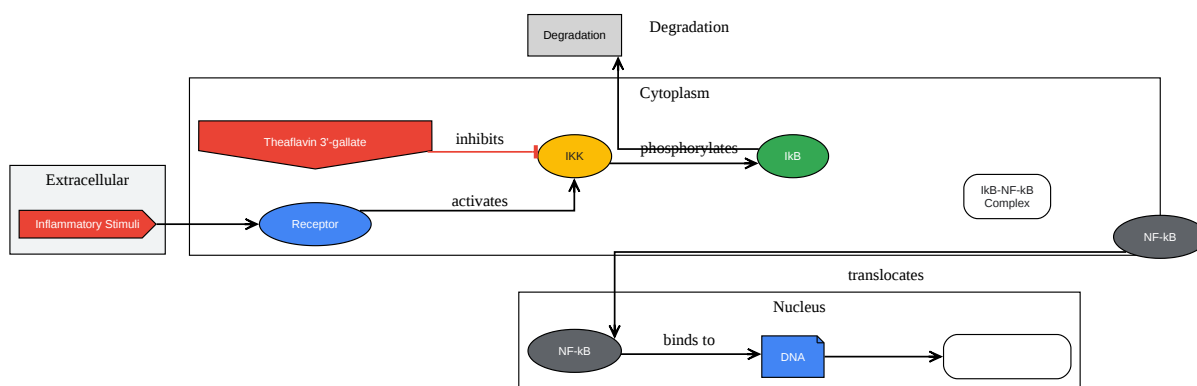 Degradation
Degradation
Cytoplasm
Theaflavin 3'-gallate
inhibits
IKK
phosphorylates
IkB
Extracellular
Inflammatory Stimuli
Receptor
activates
IkB-NF-kB
Complex
NF-kB
translocates
Nucleus
NF-kB
binds to
DNA